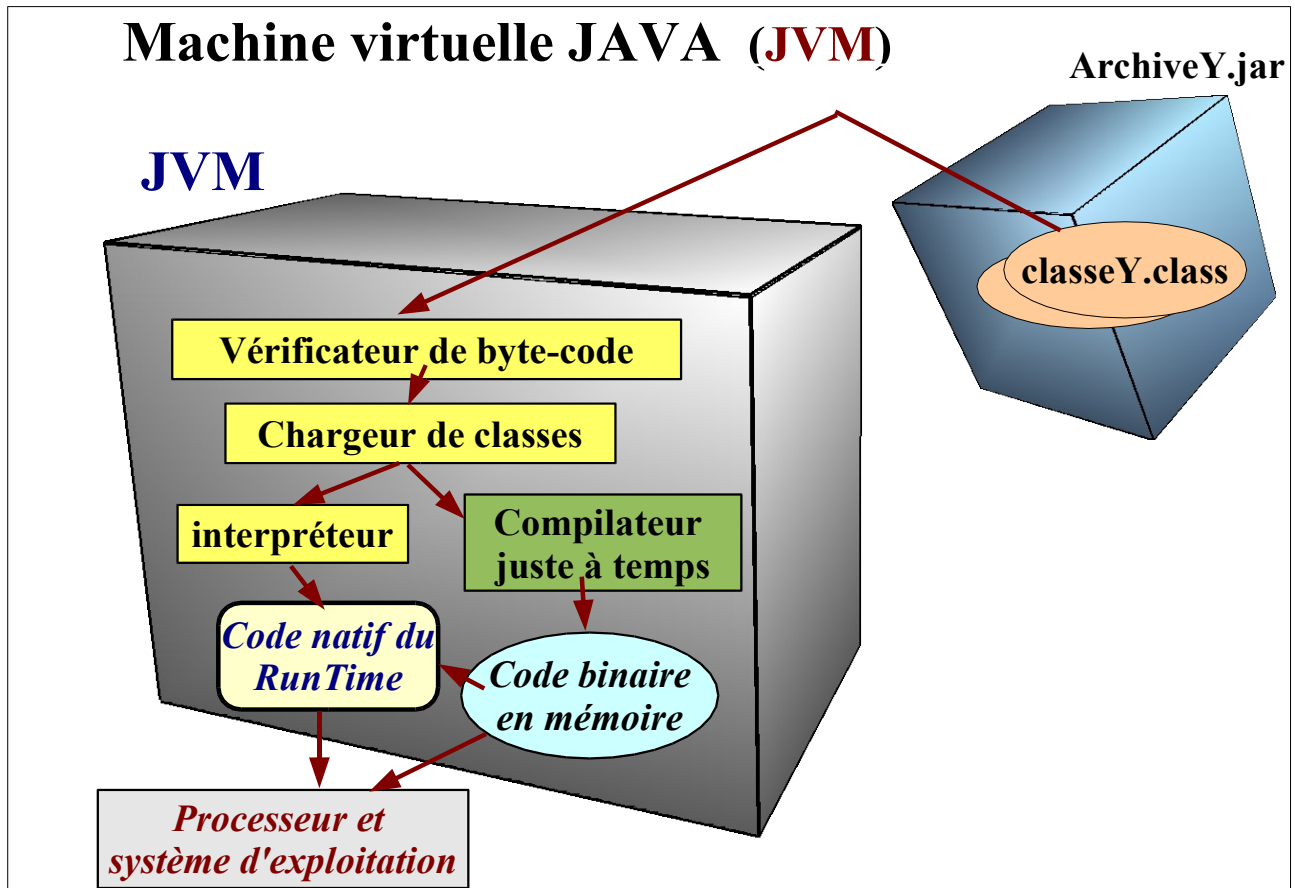 Machine virtuelle JAVA (JVM)
ArchiveY.jar
JVM
classeY.class
Vérificateur de byte-code
Chargeur de classes
interpréteur
Compilateur
juste à temps
Code natif du
RunTime
Code binaire
en mémoire
Processeur et
système d'exploitation